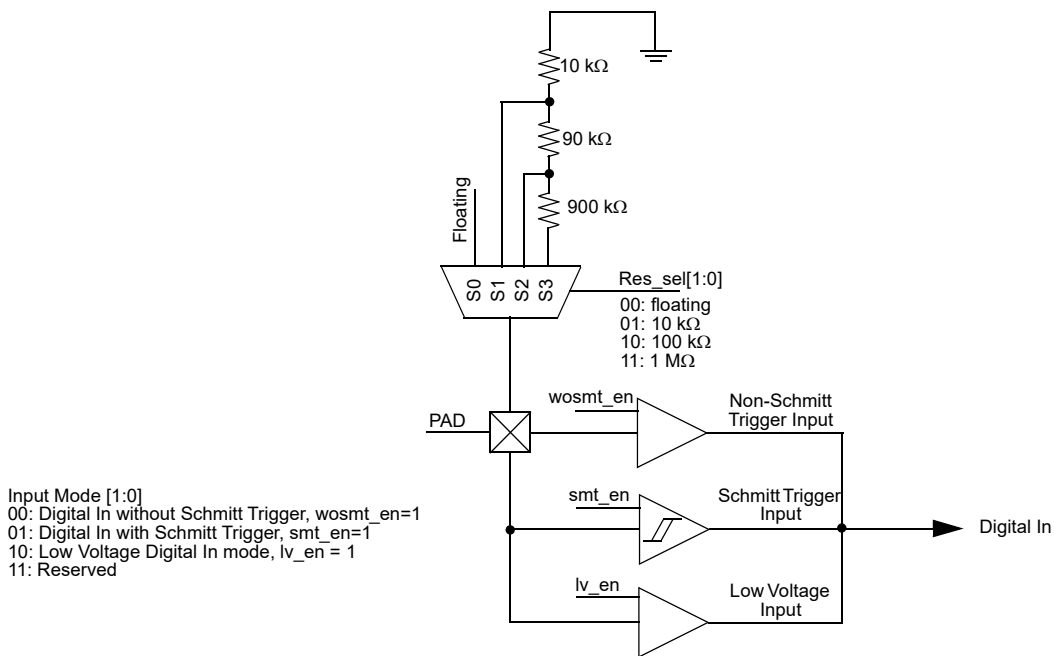 10 kΩ
90 kΩ
900 kΩ
Floating
S0
S1
S2
S3
Res_sel[1:0]
00: floating
01: 10 kΩ
10: 100 kΩ
11: 1 MΩ
PAD
wosmt_en
Non-Schmitt
Trigger Input
Input Mode [1:0]
00: Digital In without Schmitt Trigger, wosmt_en=1
01: Digital In with Schmitt Trigger, smt_en=1
10: Low Voltage Digital In mode, lv_en = 1
11: Reserved
smt_en
Schmitt Trigger
Input
Digital In
lv_en
Low Voltage
Input